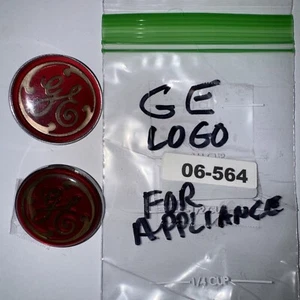 GE
GE
GE
LOGO
06-564
FOR
APPLIANCE
1/4 CUP